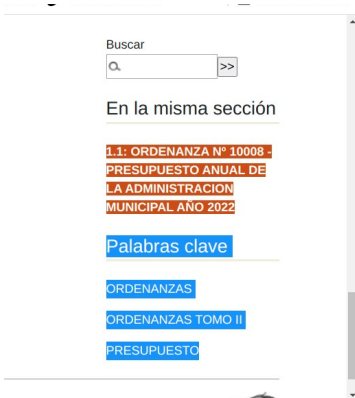 Buscar
>>
En la misma sección
1.1: ORDENANZA Nº 10008 -
PRESUPUESTO ANUAL DE
LA ADMINISTRACION
MUNICIPAL AÑO 2022
Palabras clave
ORDENANZAS
ORDENANZAS TOMO II
PRESUPUESTO